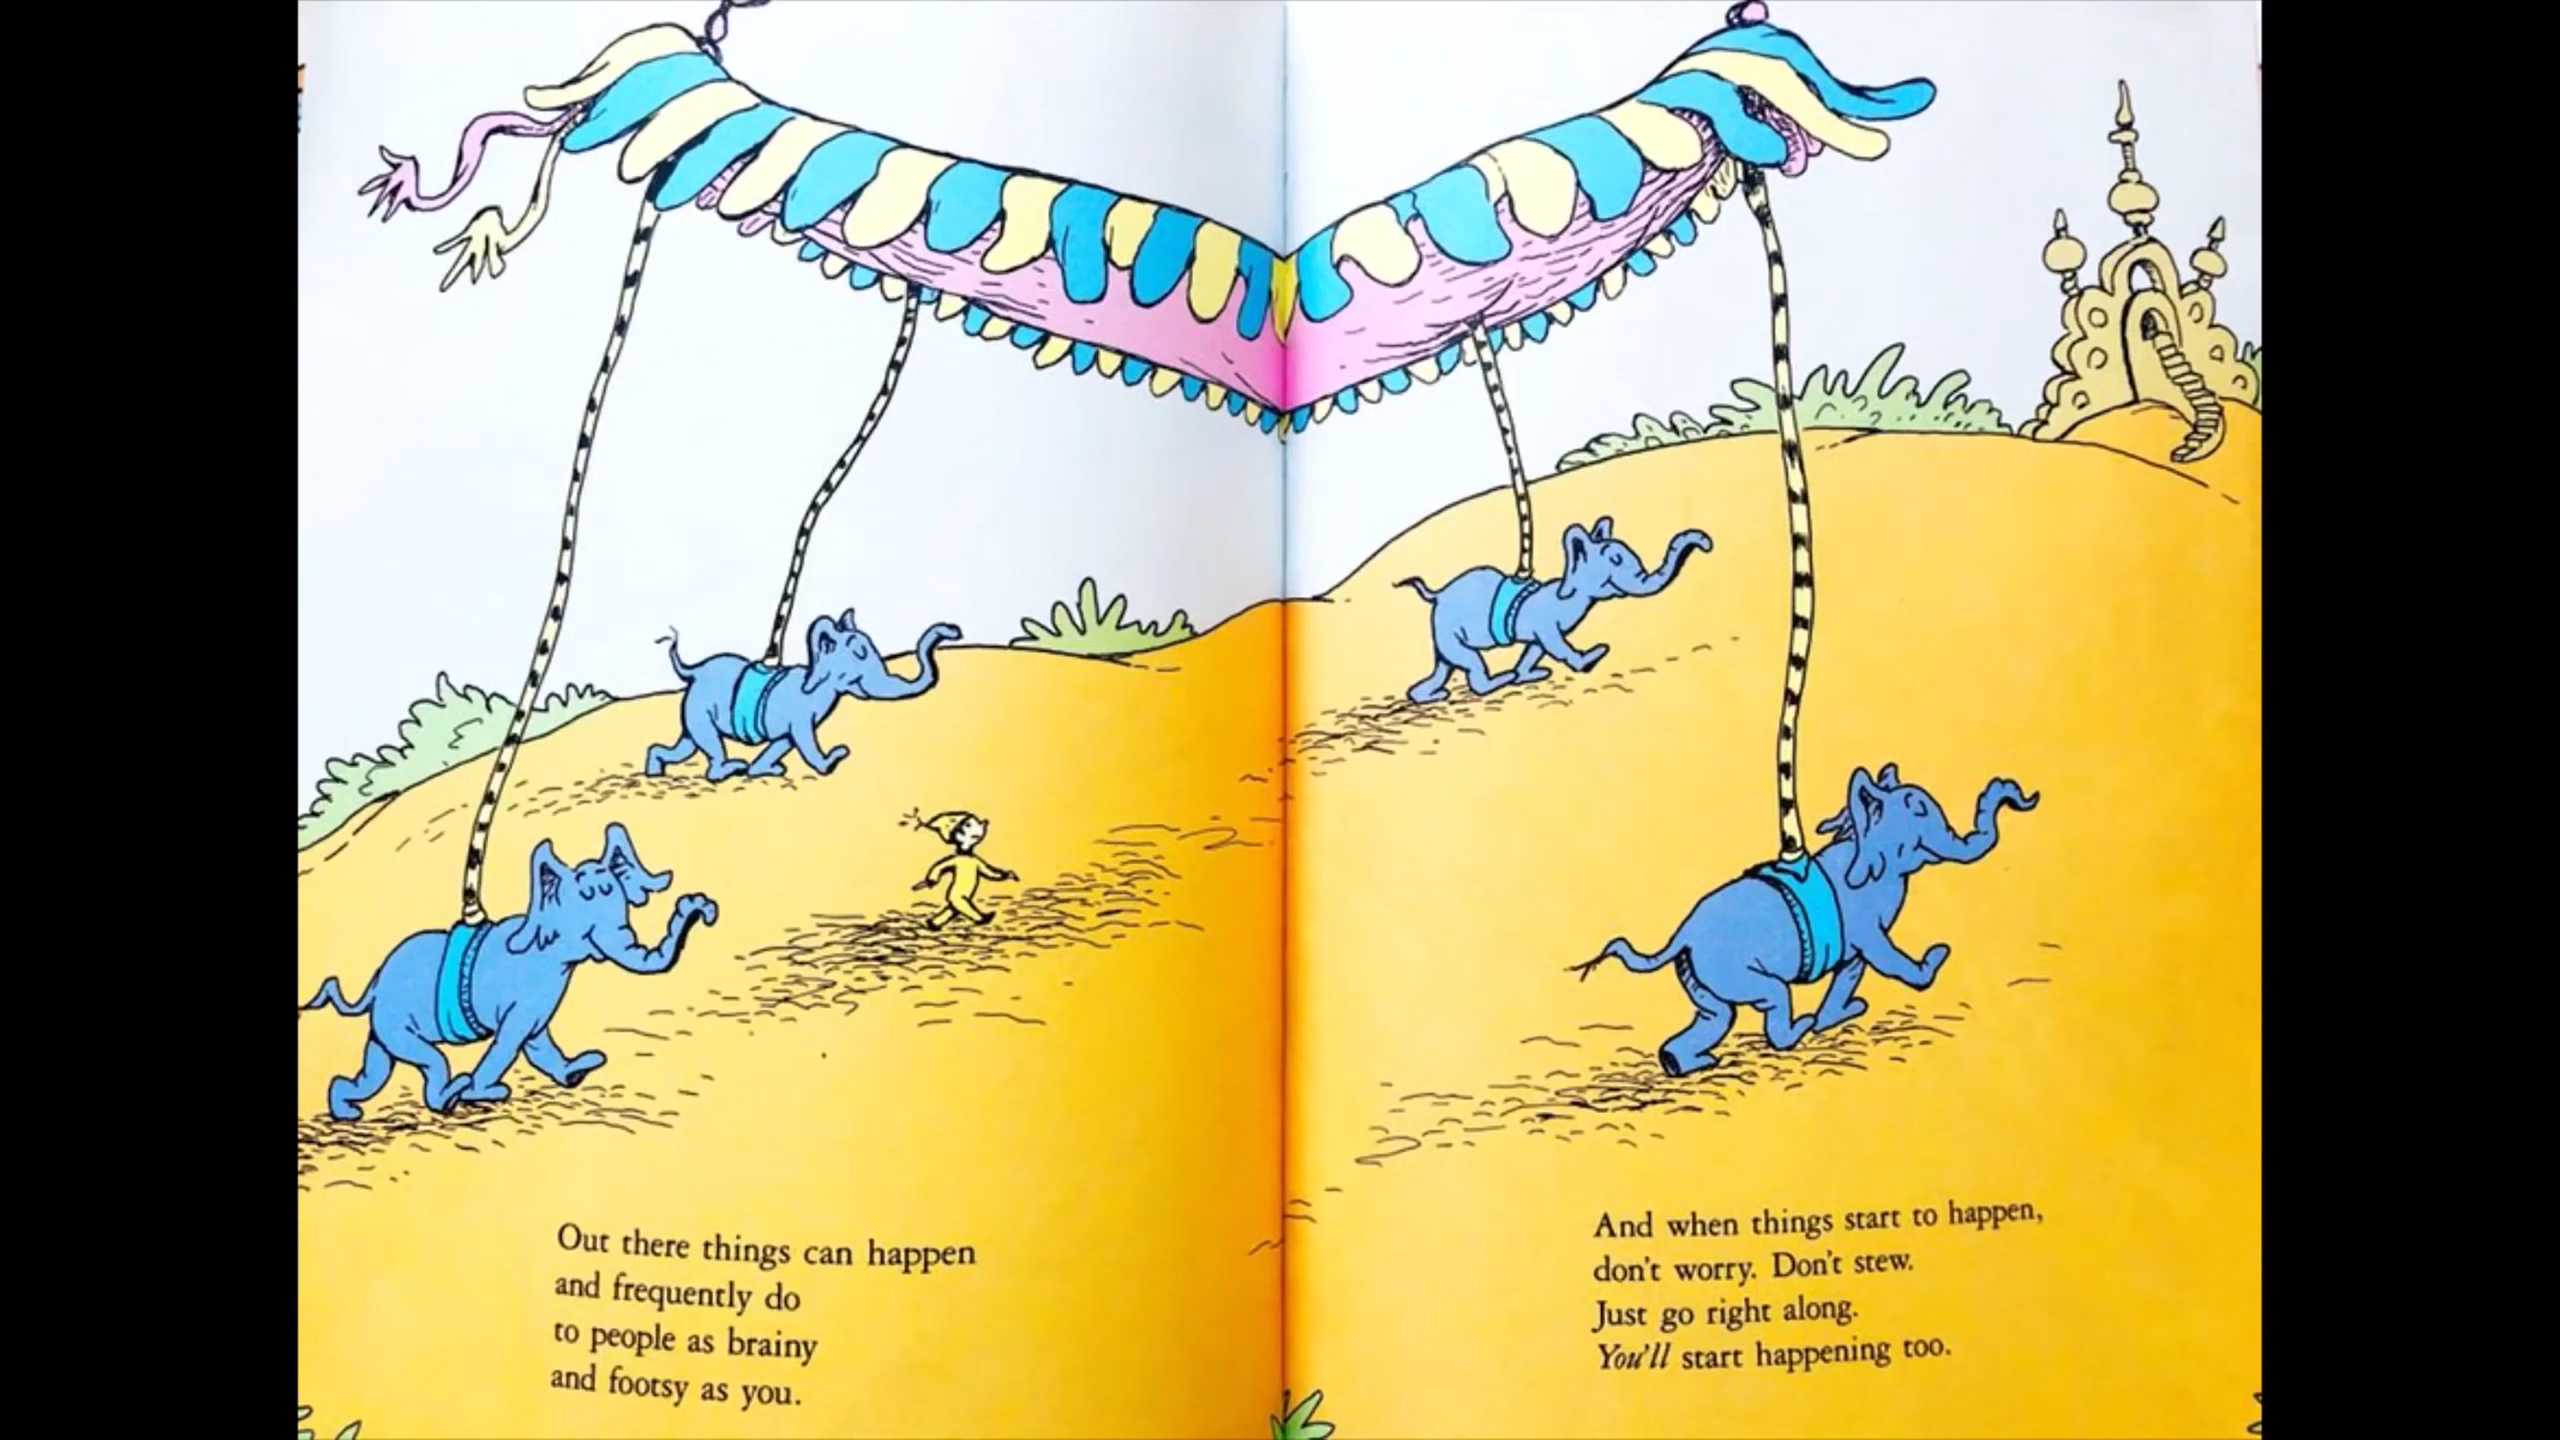 Out there things can happen
and frequently do
to people as brainy
and footsy as you.
And when things start to happen,
don't worry. Don't stew.
Just go right along.
You'll start happening too.